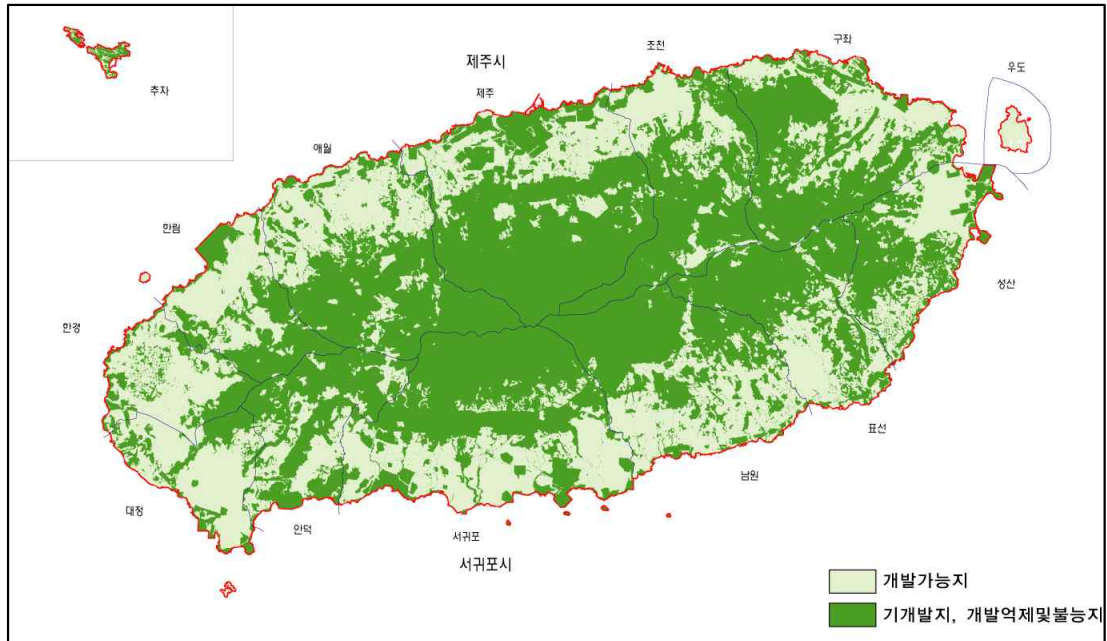 조천
구좌
제주시
우도
추자
제주
애월
한림
성산
한경
표선
남원
대정
안덕
서귀포
서귀포시
개발가능지
기개발지, 개발억제및불능지